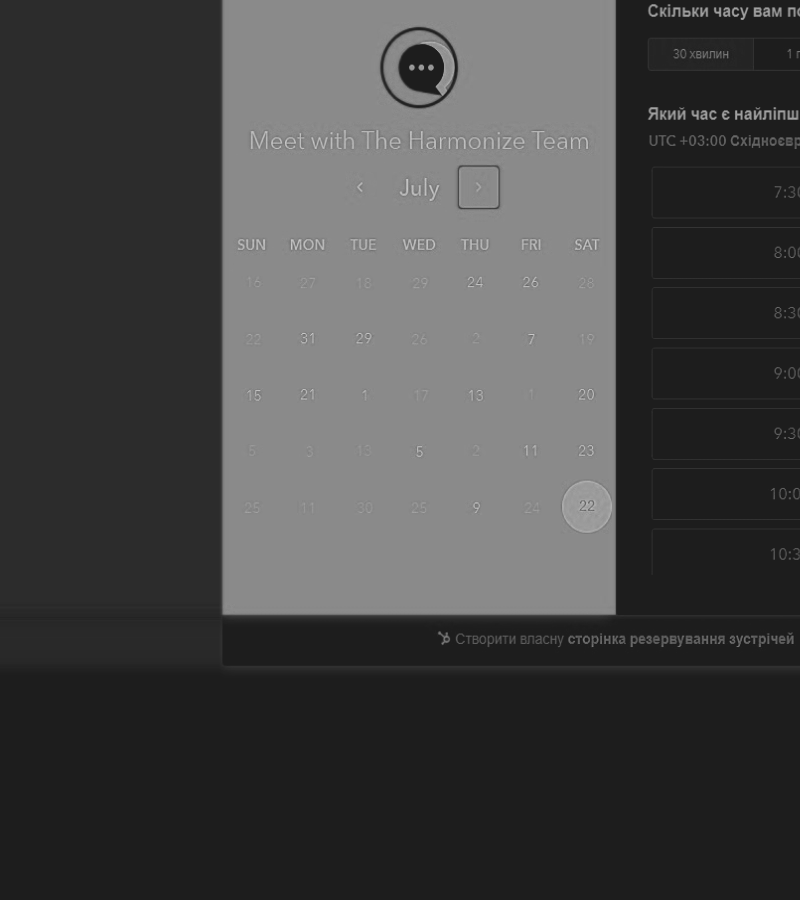 Meet with The Harmonize Team
July
SUN MON TUE WED THU FRI SAT
16 27 18 29 24 26 28
22 31 29 26 2 7 19
15 21 1 17 13 1 20
5 3 13 5 2 11 23
25 11 30 25 9 24 22
Скільки часу вам
30 хвилин 1
Який час є
UTC +03:00
7:30
8:00
8:30
9:00
9:30
10:0
10:3
Створити власну сторінка резервування зустрічей